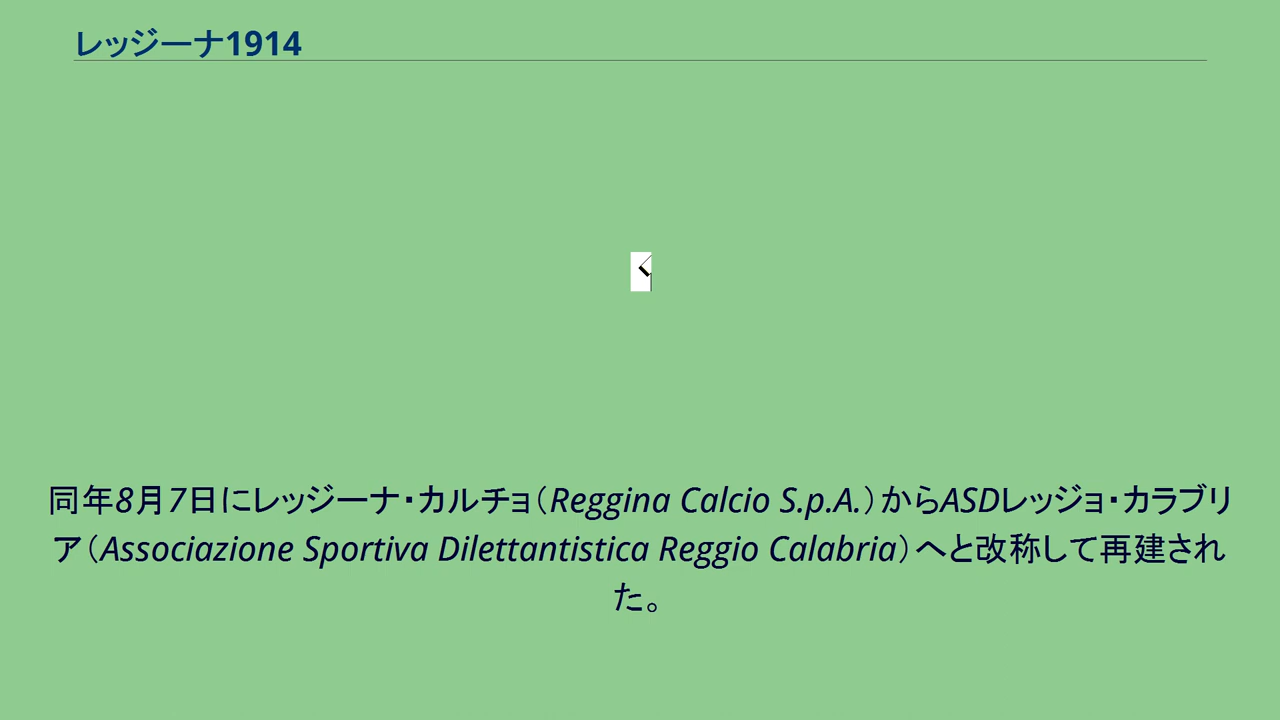 レッジーナ1914
同年8月7日にレッジーナ・カルチョ（Reggina Calcio S.p.A.）からASDレッジョ・カラブリ
ア（Associazione Sportiva Dilettantistica Reggio Calabria）へと改称して再建され
た。